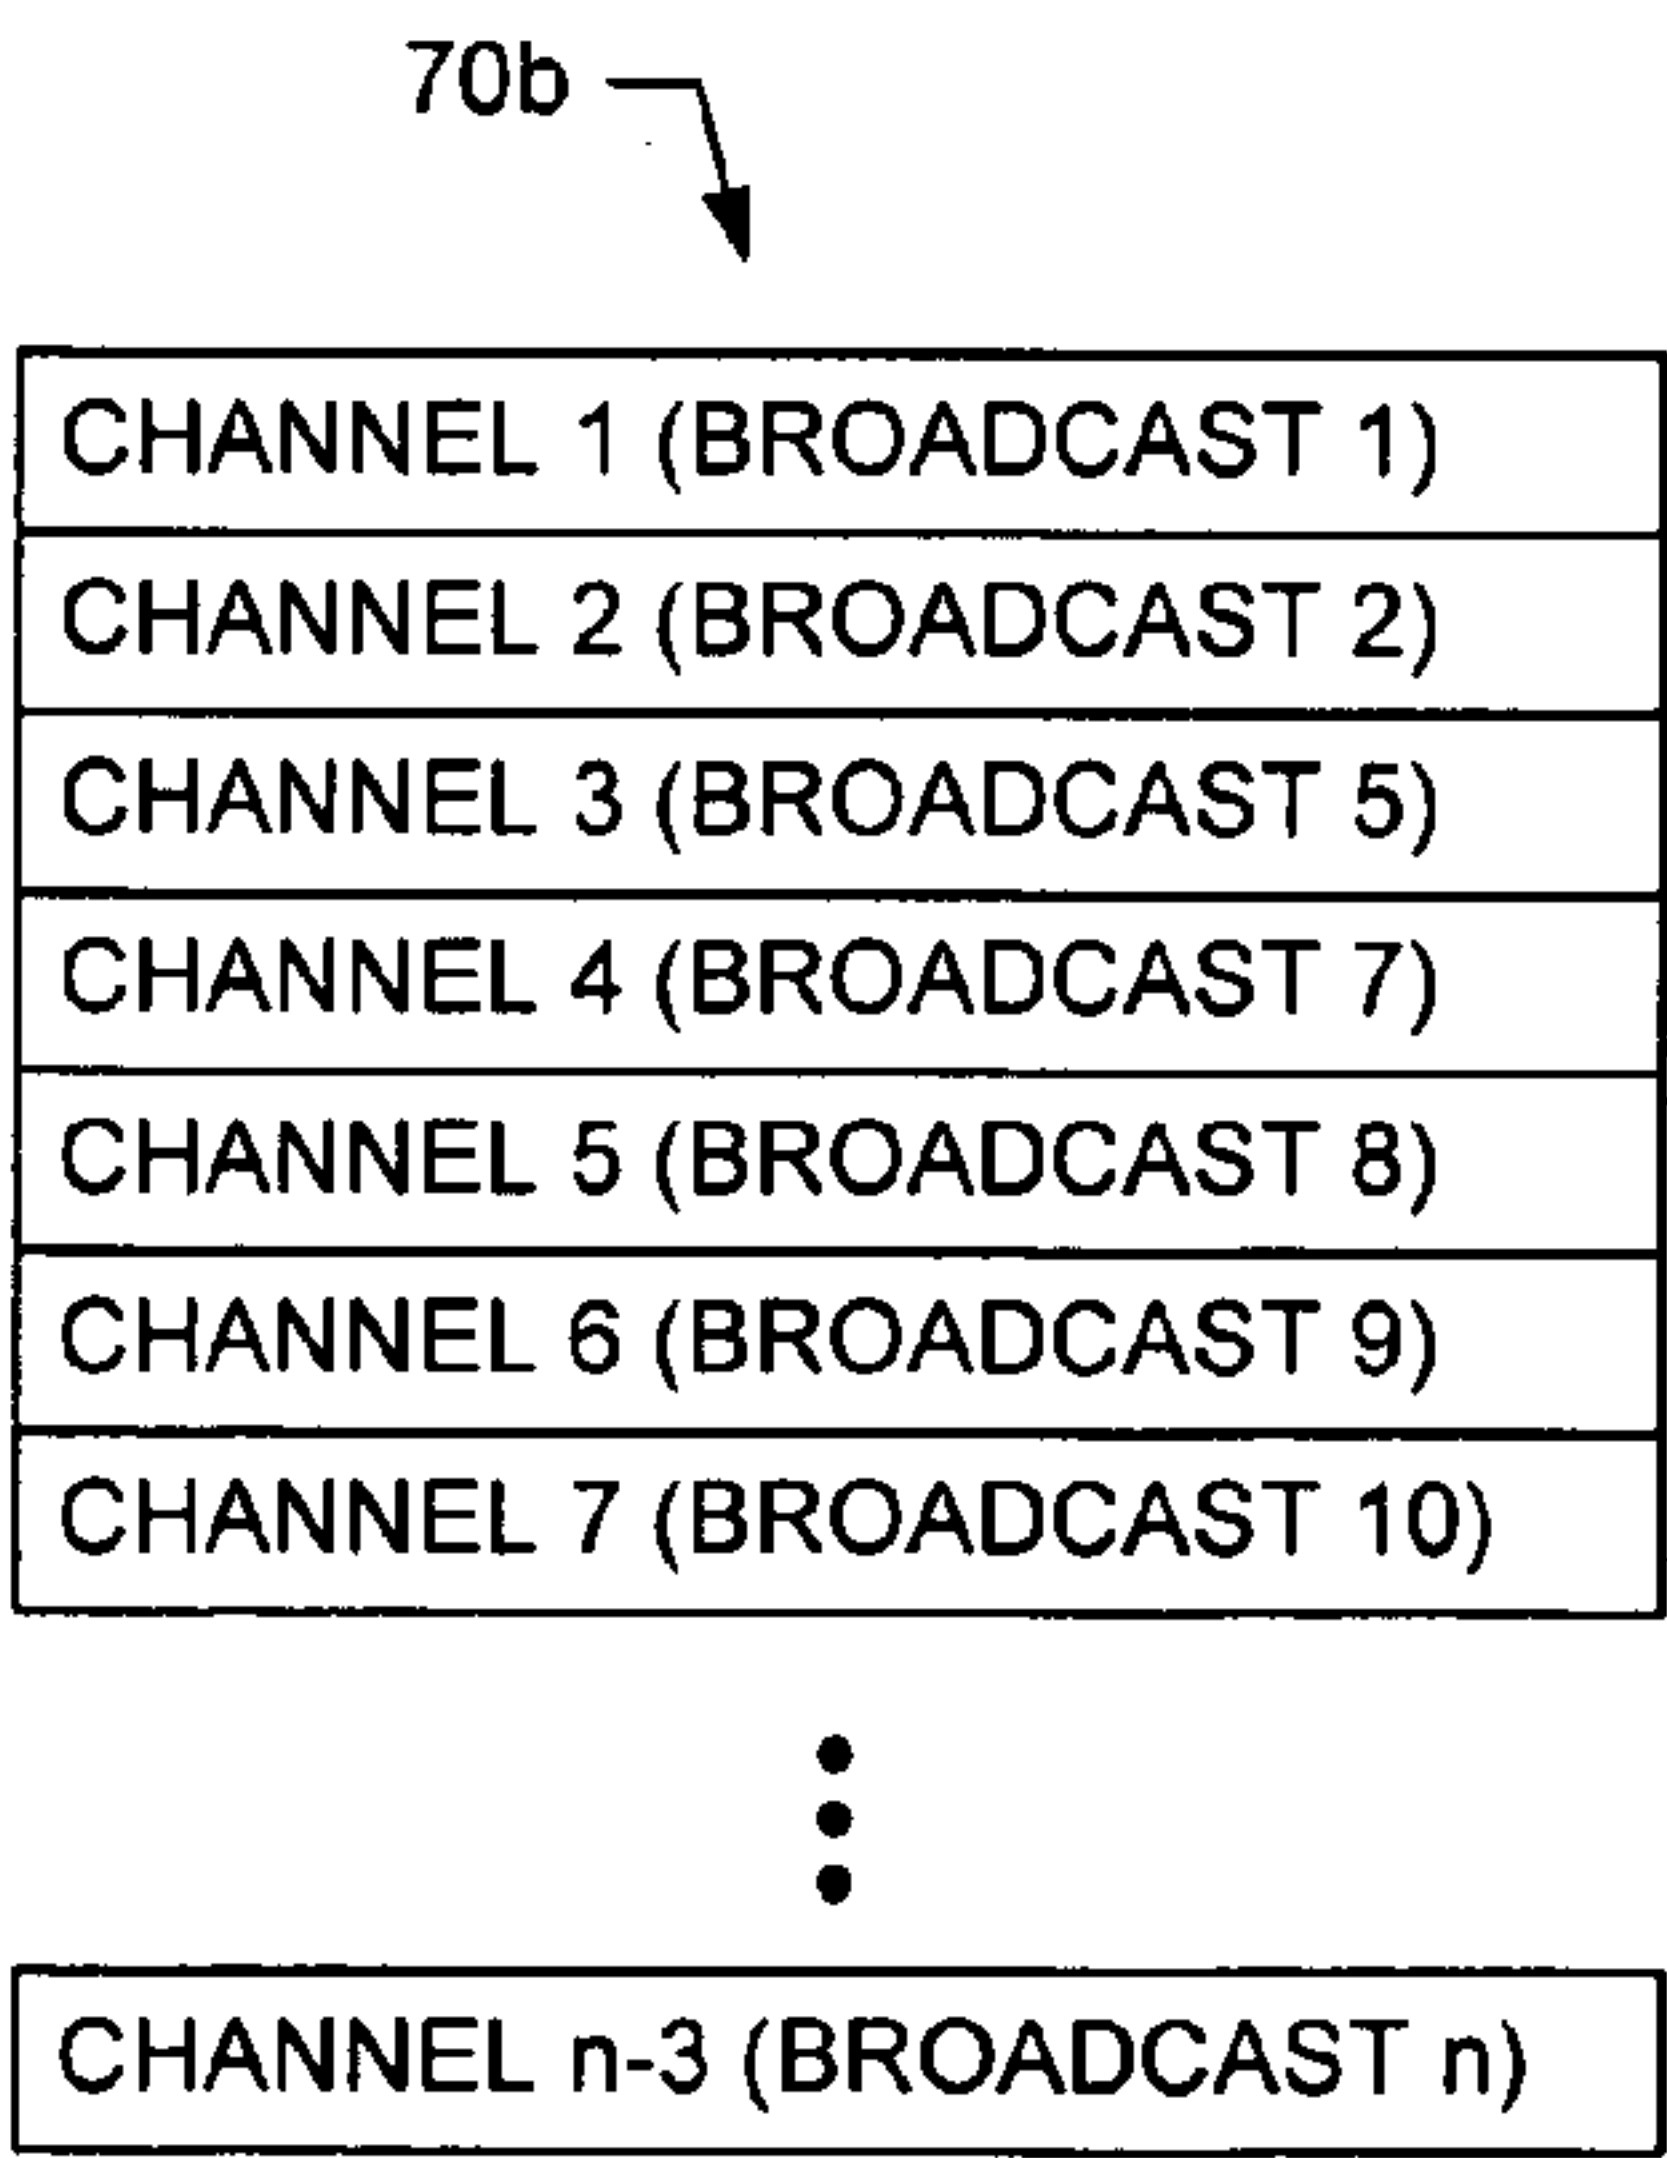 70b
CHANNEL 1 (BROADCAST 1)
CHANNEL 2 (BROADCAST 2)
CHANNEL 3 (BROADCAST 5)
CHANNEL 4 (BROADCAST 7)
CHANNEL 5 (BROADCAST 8)
CHANNEL 6 (BROADCAST 9)
CHANNEL 7 (BROADCAST 10)
CHANNEL n-3 (BROADCAST n)